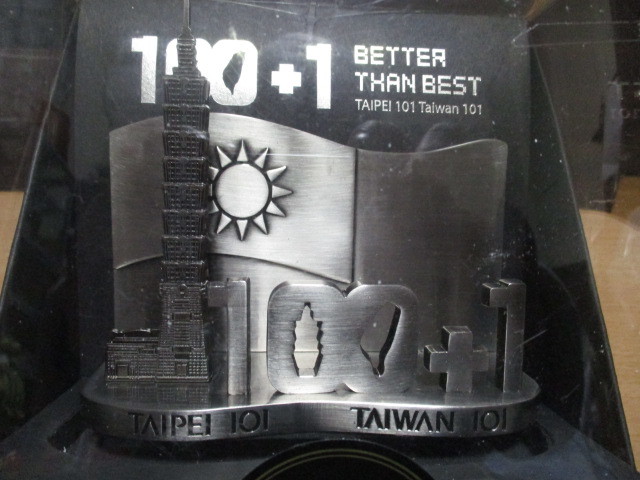 100+1
BETTER
THAN BEST
TAIPEI 101 Taiwan 101
100+1
TAIPEI 101
TAIWAN 101